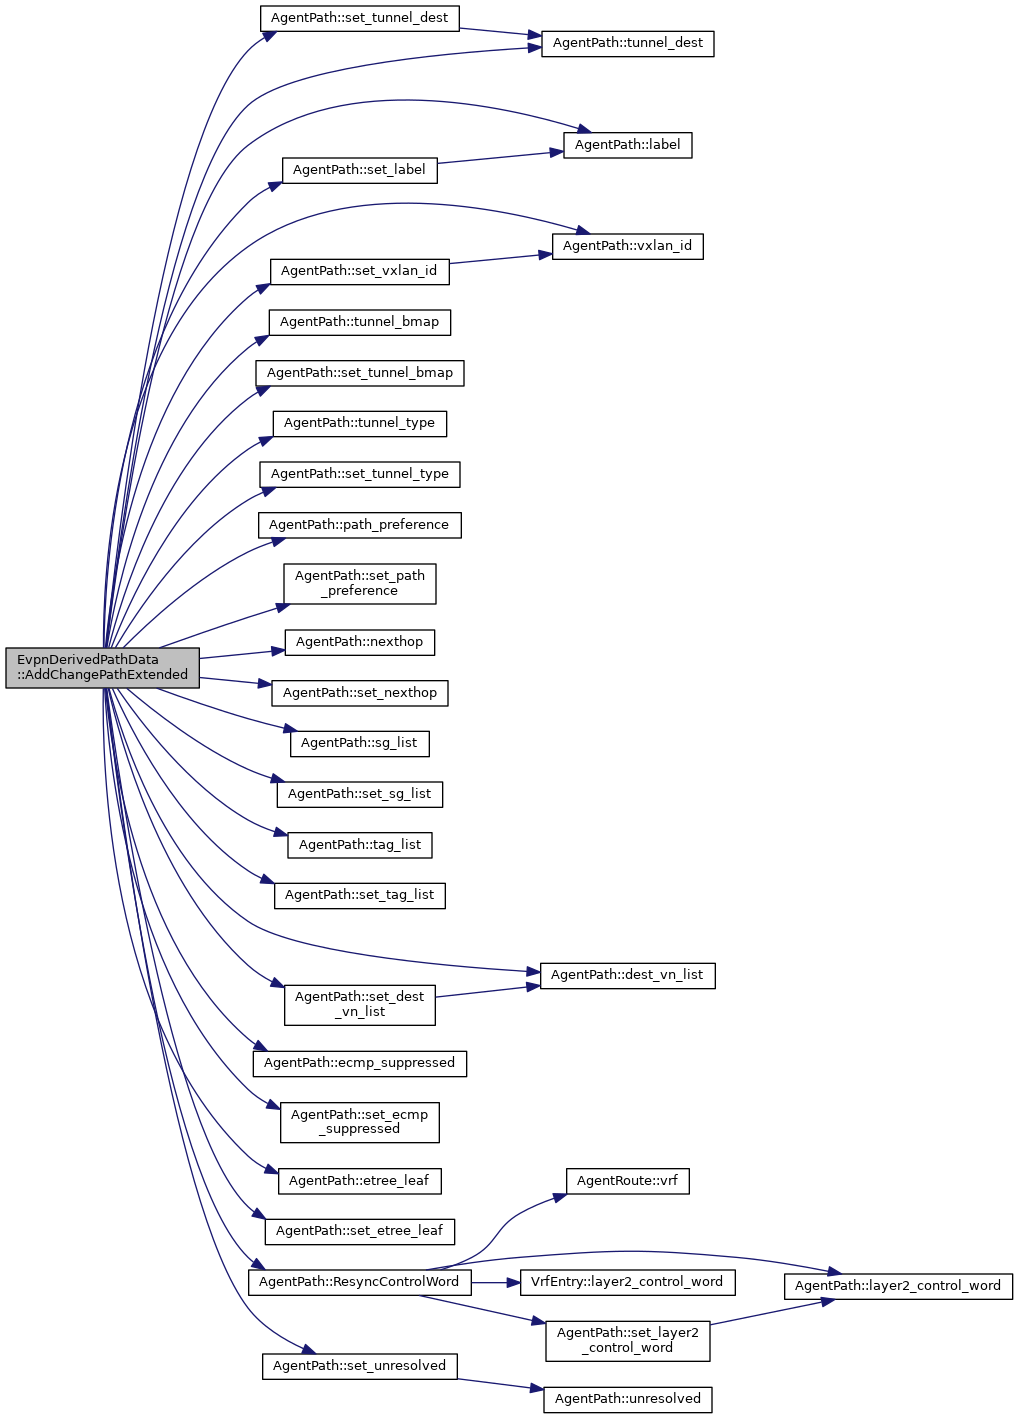 AgentPath::set_tunnel_dest
AgentPath::tunnel_dest
AgentPath::label
AgentPath::set_label
AgentPath::vxlan_id
AgentPath::set_vxlan_id
AgentPath::tunnel_bmap
AgentPath::set_tunnel_bmap
AgentPath::tunnel_type
AgentPath::set_tunnel_type
AgentPath::path_preference
AgentPath::set_path
_preference
AgentPath::nexthop
EvpnDerivedPathData
::AddChangePathExtended
AgentPath::set_nexthop
AgentPath::sg_list
AgentPath::set_sg_list
AgentPath::tag_list
AgentPath::set_tag_list
AgentPath::dest_vn_list
AgentPath::set_dest
_vn_list
AgentPath::ecmp_suppressed
AgentPath::set_ecmp
_suppressed
AgentPath::etree_leaf
AgentRoute::vrf
AgentPath::set_etree_leaf
AgentPath::ResyncControlWord
VrfEntry::layer2_control_word
AgentPath::layer2_control_word
AgentPath::set_layer2
_control_word
AgentPath::set_unresolved
AgentPath::unresolved